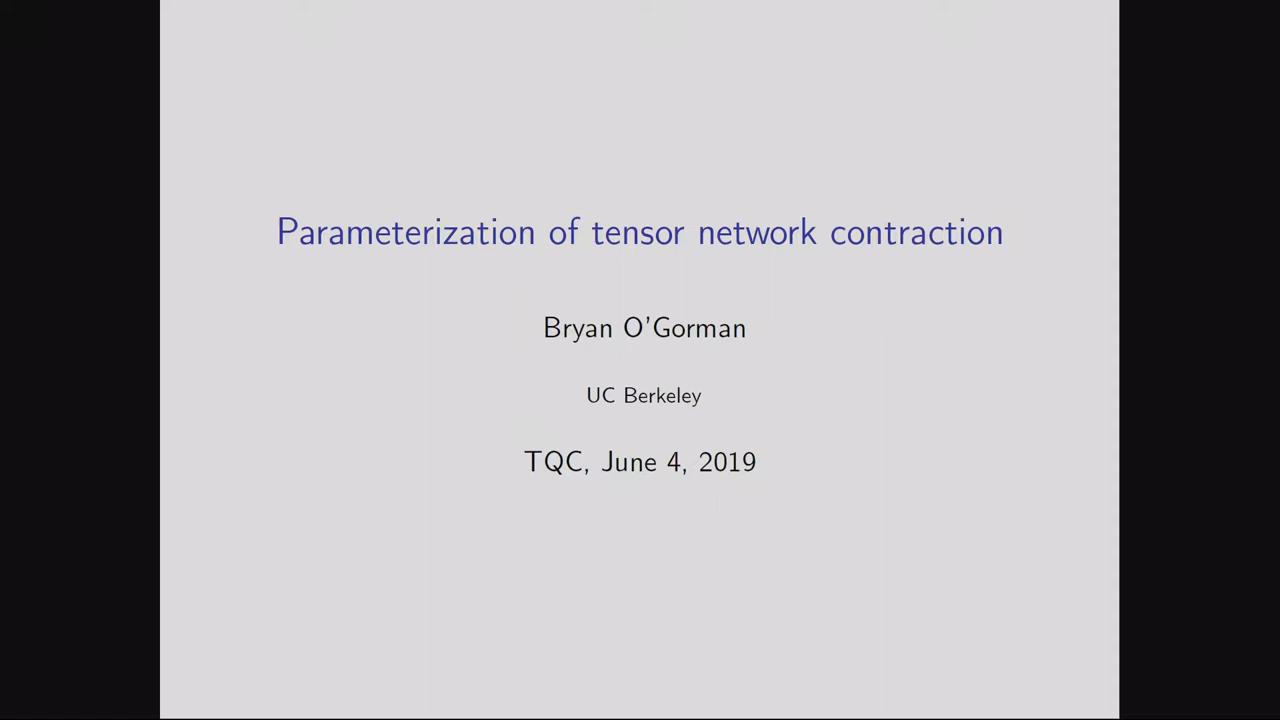 Parameterization of tensor network contraction
Bryan O'Gorman
UC Berkeley
TQC, June 4, 2019